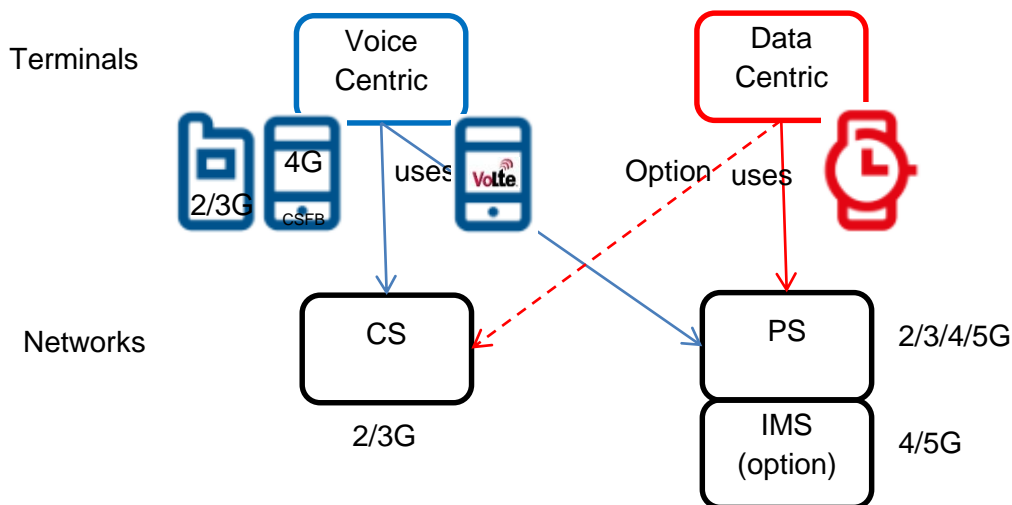 Terminals
Voice
Centric
Data
Centric
2/3G
4G
CSFB
uses
VoLTE
Option
uses
Networks
CS
PS
2/3/4/5G
2/3G
IMS
(option)
4/5G